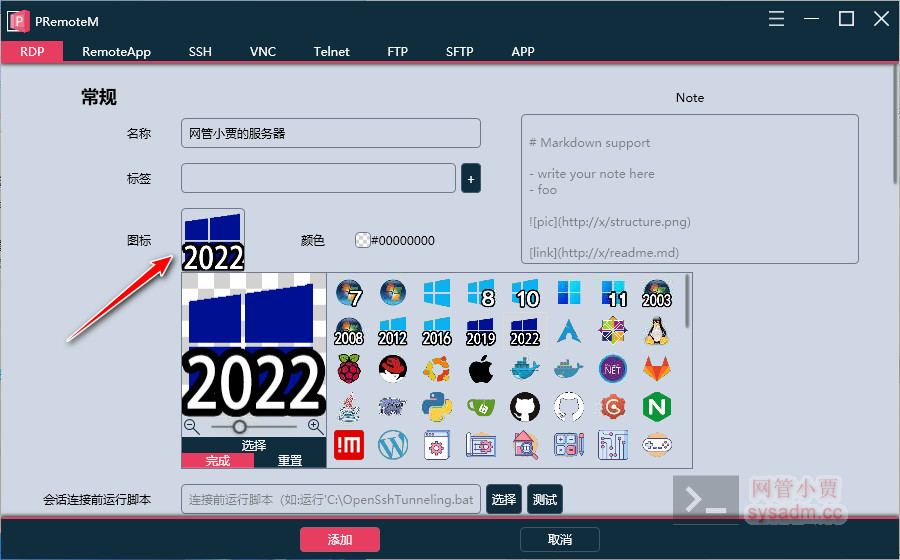 PRemoteM
RDP RemoteApp SSH VNC Telnet FTP SFTP APP
常规
Note
名称 网管小贾的服务器
# Markdown support
标签 +
- write your note here
- foo
图标 2022 颜色 #00000000
![pic](http://x/structure.png)
[link](http://x/readme.md)
2022
7 8 10 11 2003
2008 2012 2016 2019 2022
.NET
选择
完成 重置
会话连接前运行脚本 连接前运行脚本 (如:运行'C:\OpenSshTunneling.bat 选择 测试
网管小贾
sysadm.cc
添加 取消